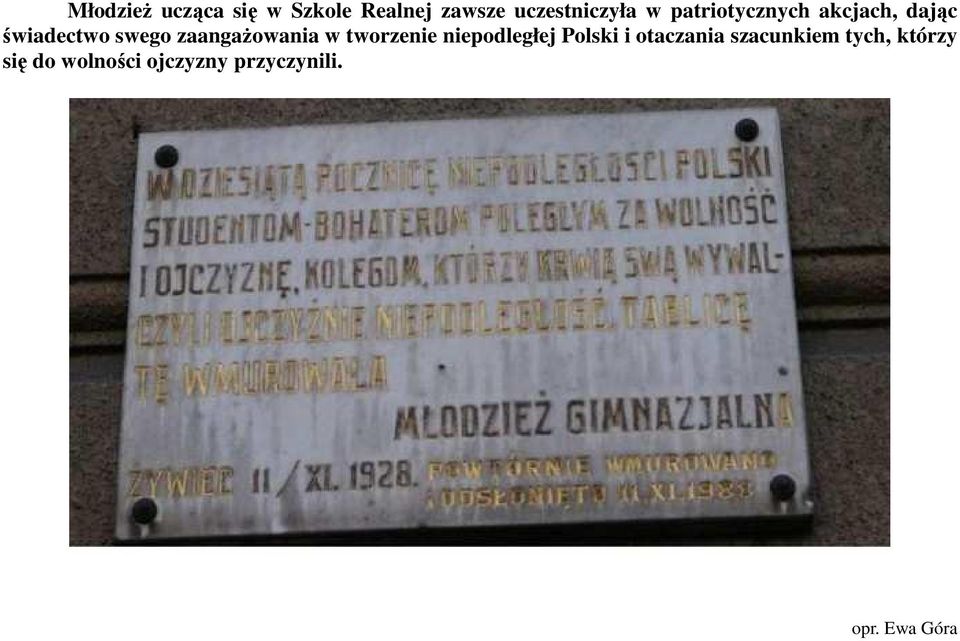 Młodzież ucząca się w Szkole Realnej zawsze uczestniczyła w patriotycznych akcjach, dając
świadectwo swego zaangażowania w tworzenie niepodległej Polski i otaczania szacunkiem tych, którzy
się do wolności ojczyzny przyczynili.
W DZIESIĄTĄ ROCZNICĘ NIEPODLEGŁOŚCI POLSKI
STUDENTOM-BOHATEROM POLEGŁYM ZA WOLNOŚĆ
I OJCZYZNĘ, KOLEGOM, KTÓRZY KRWIĄ SWĄ WYWAL-
CZYLI OJCZYŹNIE NIEPODLEGŁOŚĆ, TABLICĘ
TĘ WMUROWAŁA
MŁODZIEŻ GIMNAZJALNA
ŻYWIEC 11/XI. 1928. POWTÓRNIE WMUROWANO
I ODSŁONIĘTO 11.XI.1988
opr. Ewa Góra